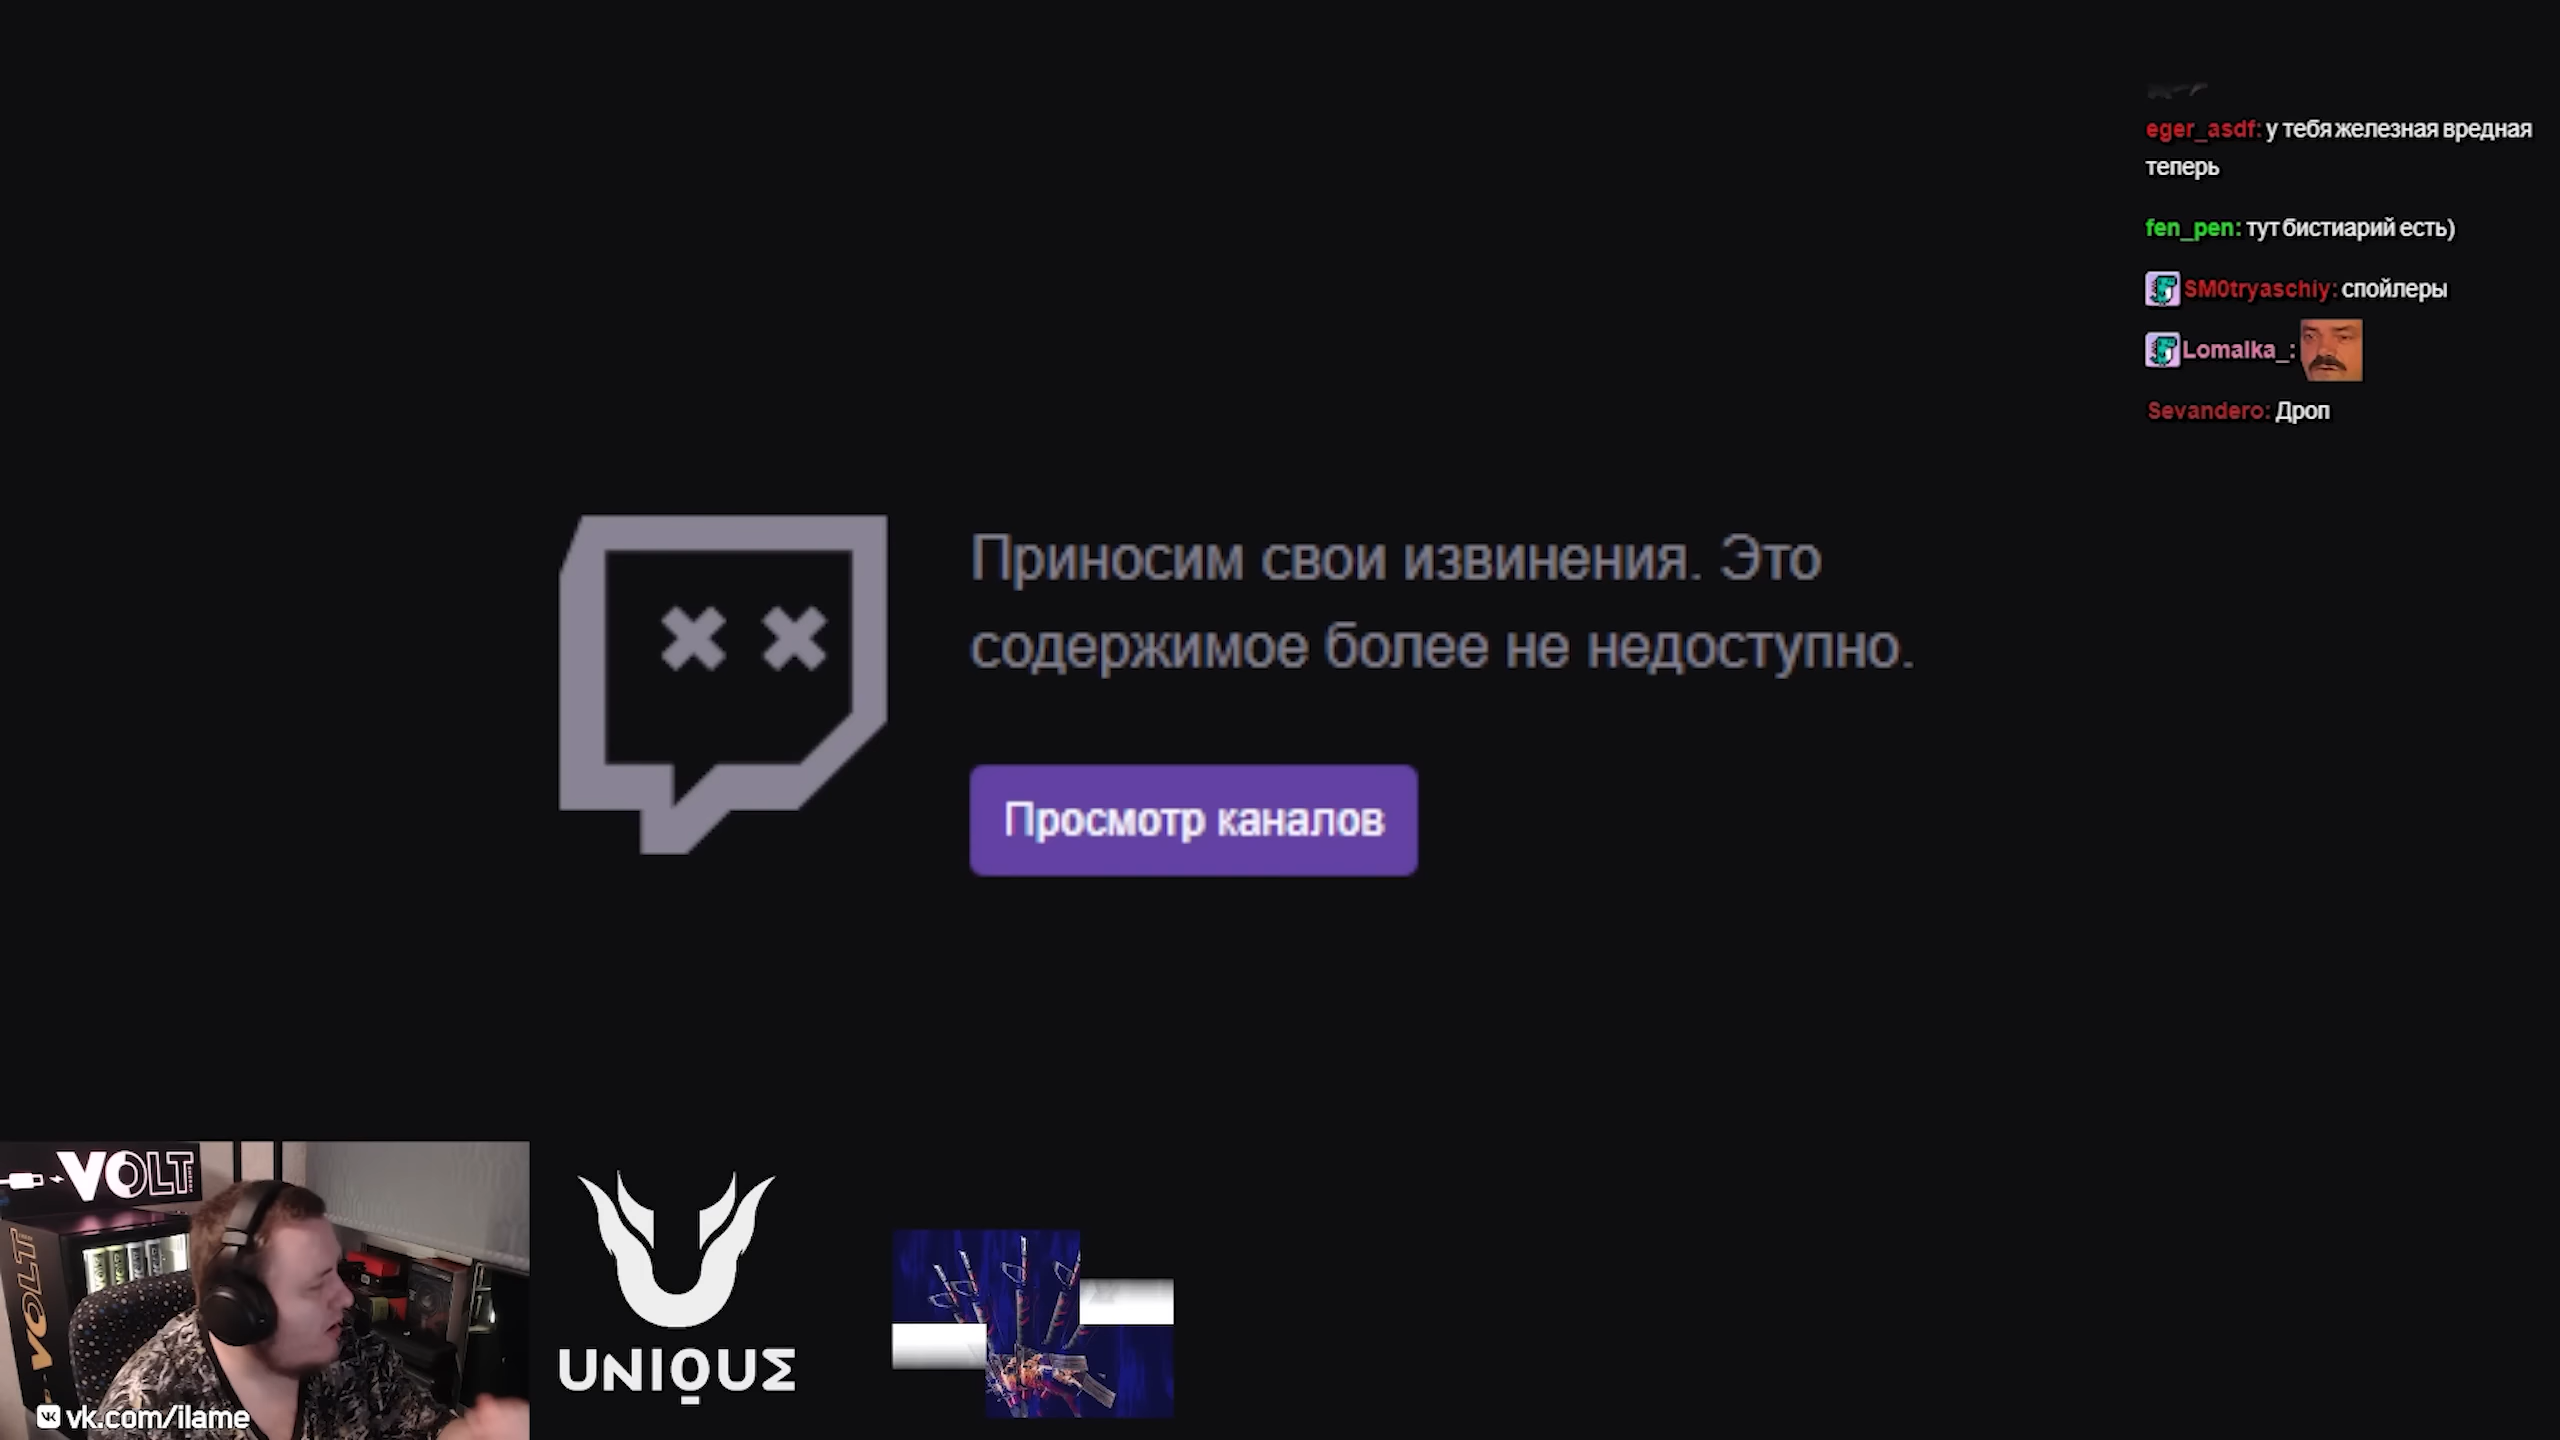 eger_asdf: у тебя железная вредная
теперь
fen_pen: тут бистиарий есть)
SM0tryaschiy: спойлеры
Lomalka_:
Sevandero: Дроп
Приносим свои извинения. Это
содержимое более не недоступно.
Просмотр каналов
VOLT
VOLT
UNIQUE
vk.com/ilame